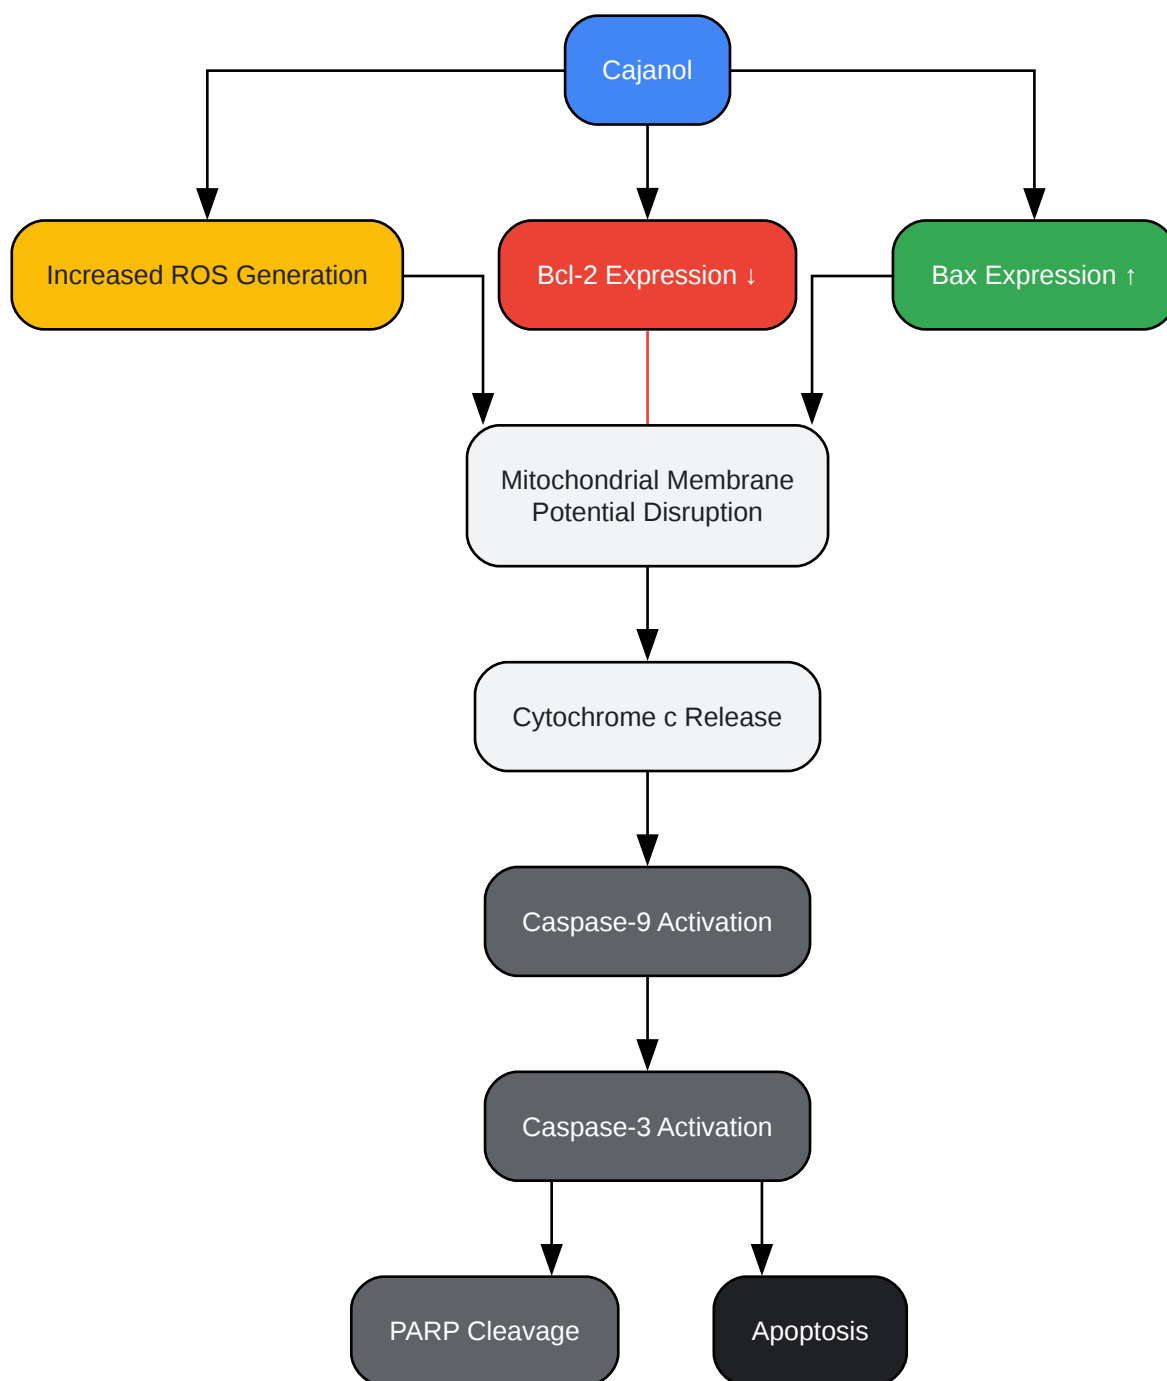 Cajanol
Increased ROS Generation
Bcl-2 Expression ↓
Bax Expression ↑
Mitochondrial Membrane
Potential Disruption
Cytochrome c Release
Caspase-9 Activation
Caspase-3 Activation
PARP Cleavage
Apoptosis